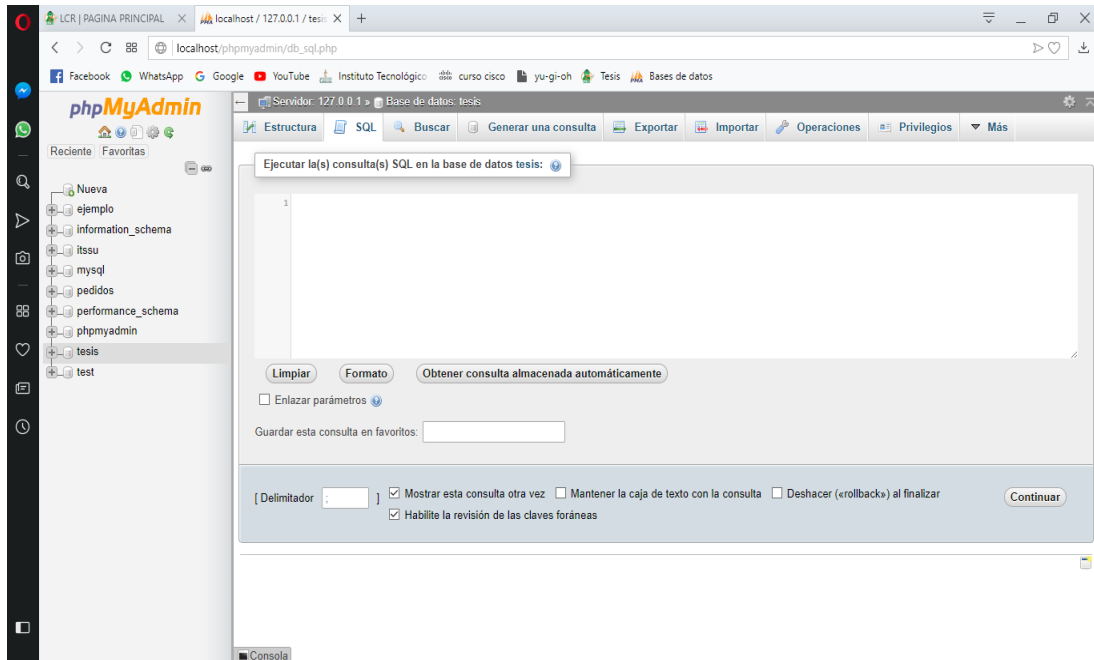 LCR | PAGINA PRINCIPAL
localhost / 127.0.0.1 / tesis
localhost/phpmyadmin/db_sql.php
Facebook WhatsApp Google YouTube Instituto Tecnológico curso cisco yu-gi-oh Tesis Bases de datos
phpMyAdmin
Reciente Favoritas
Nueva
ejemplo
information_schema
itssu
mysql
pedidos
performance_schema
phpmyadmin
tesis
test
Servidor: 127.0.0.1 » Base de datos: tesis
Estructura SQL Buscar Generar una consulta Exportar Importar Operaciones Privilegios Más
Ejecutar la(s) consulta(s) SQL en la base de datos tesis:
1
Limpiar Formato Obtener consulta almacenada automáticamente
Enlazar parámetros
Guardar esta consulta en favoritos:
[ Delimitador ; ] Mostrar esta consulta otra vez Mantener la caja de texto con la consulta Deshacer («rollback») al finalizar Continuar
Habilite la revisión de las claves foráneas
Consola